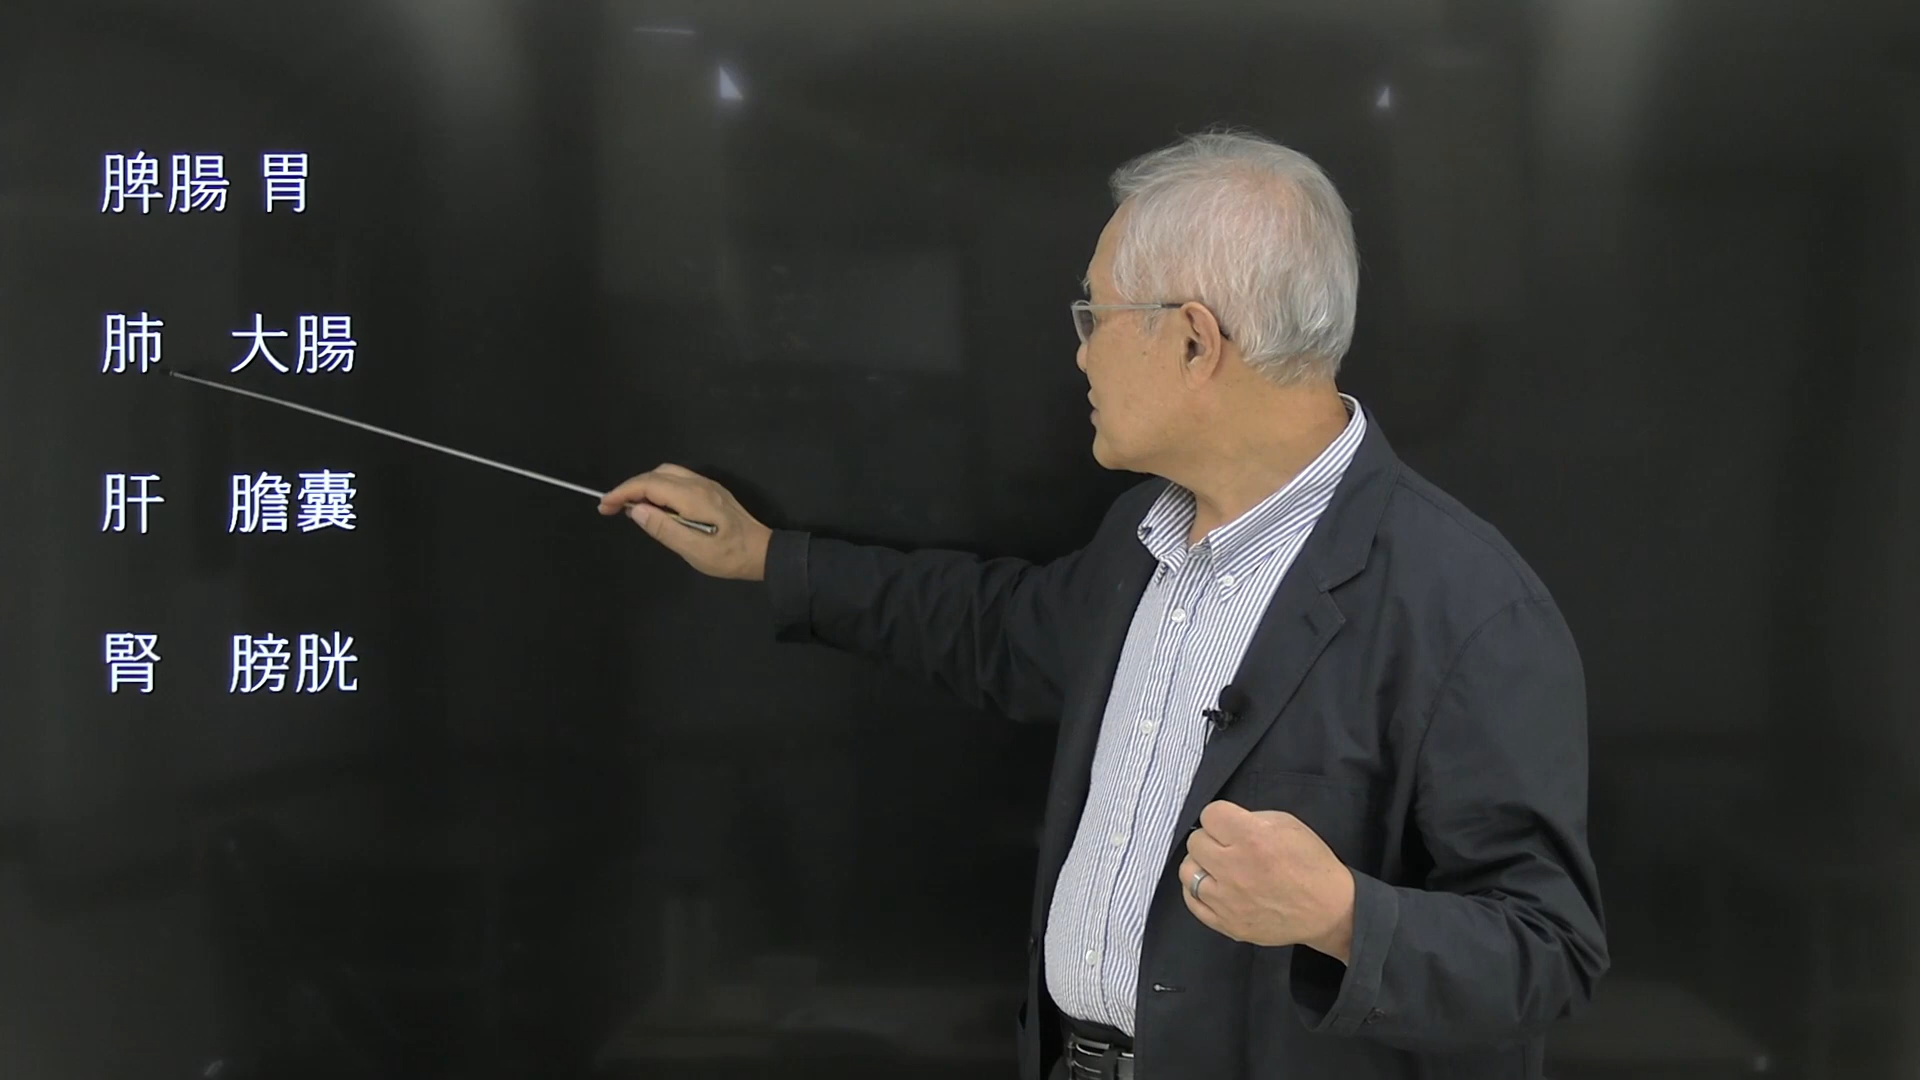 脾腸 胃
肺　大腸
肝　膽囊
腎　膀胱